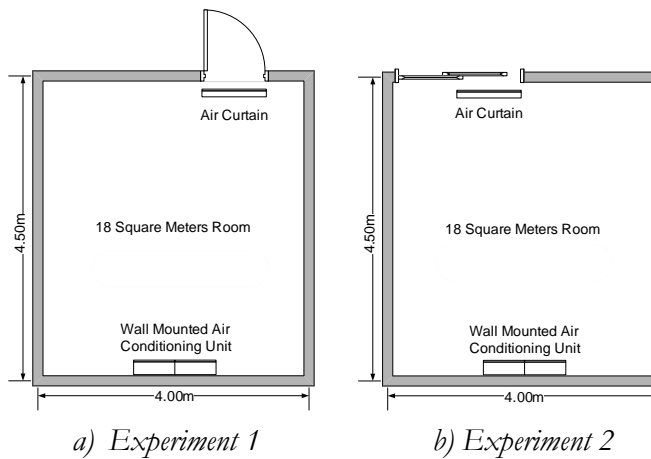 Air Curtain
18 Square Meters Room
4.50m
Wall Mounted Air
Conditioning Unit
4.00m
a) Experiment 1
Air Curtain
18 Square Meters Room
4.50m
Wall Mounted Air
Conditioning Unit
4.00m
b) Experiment 2